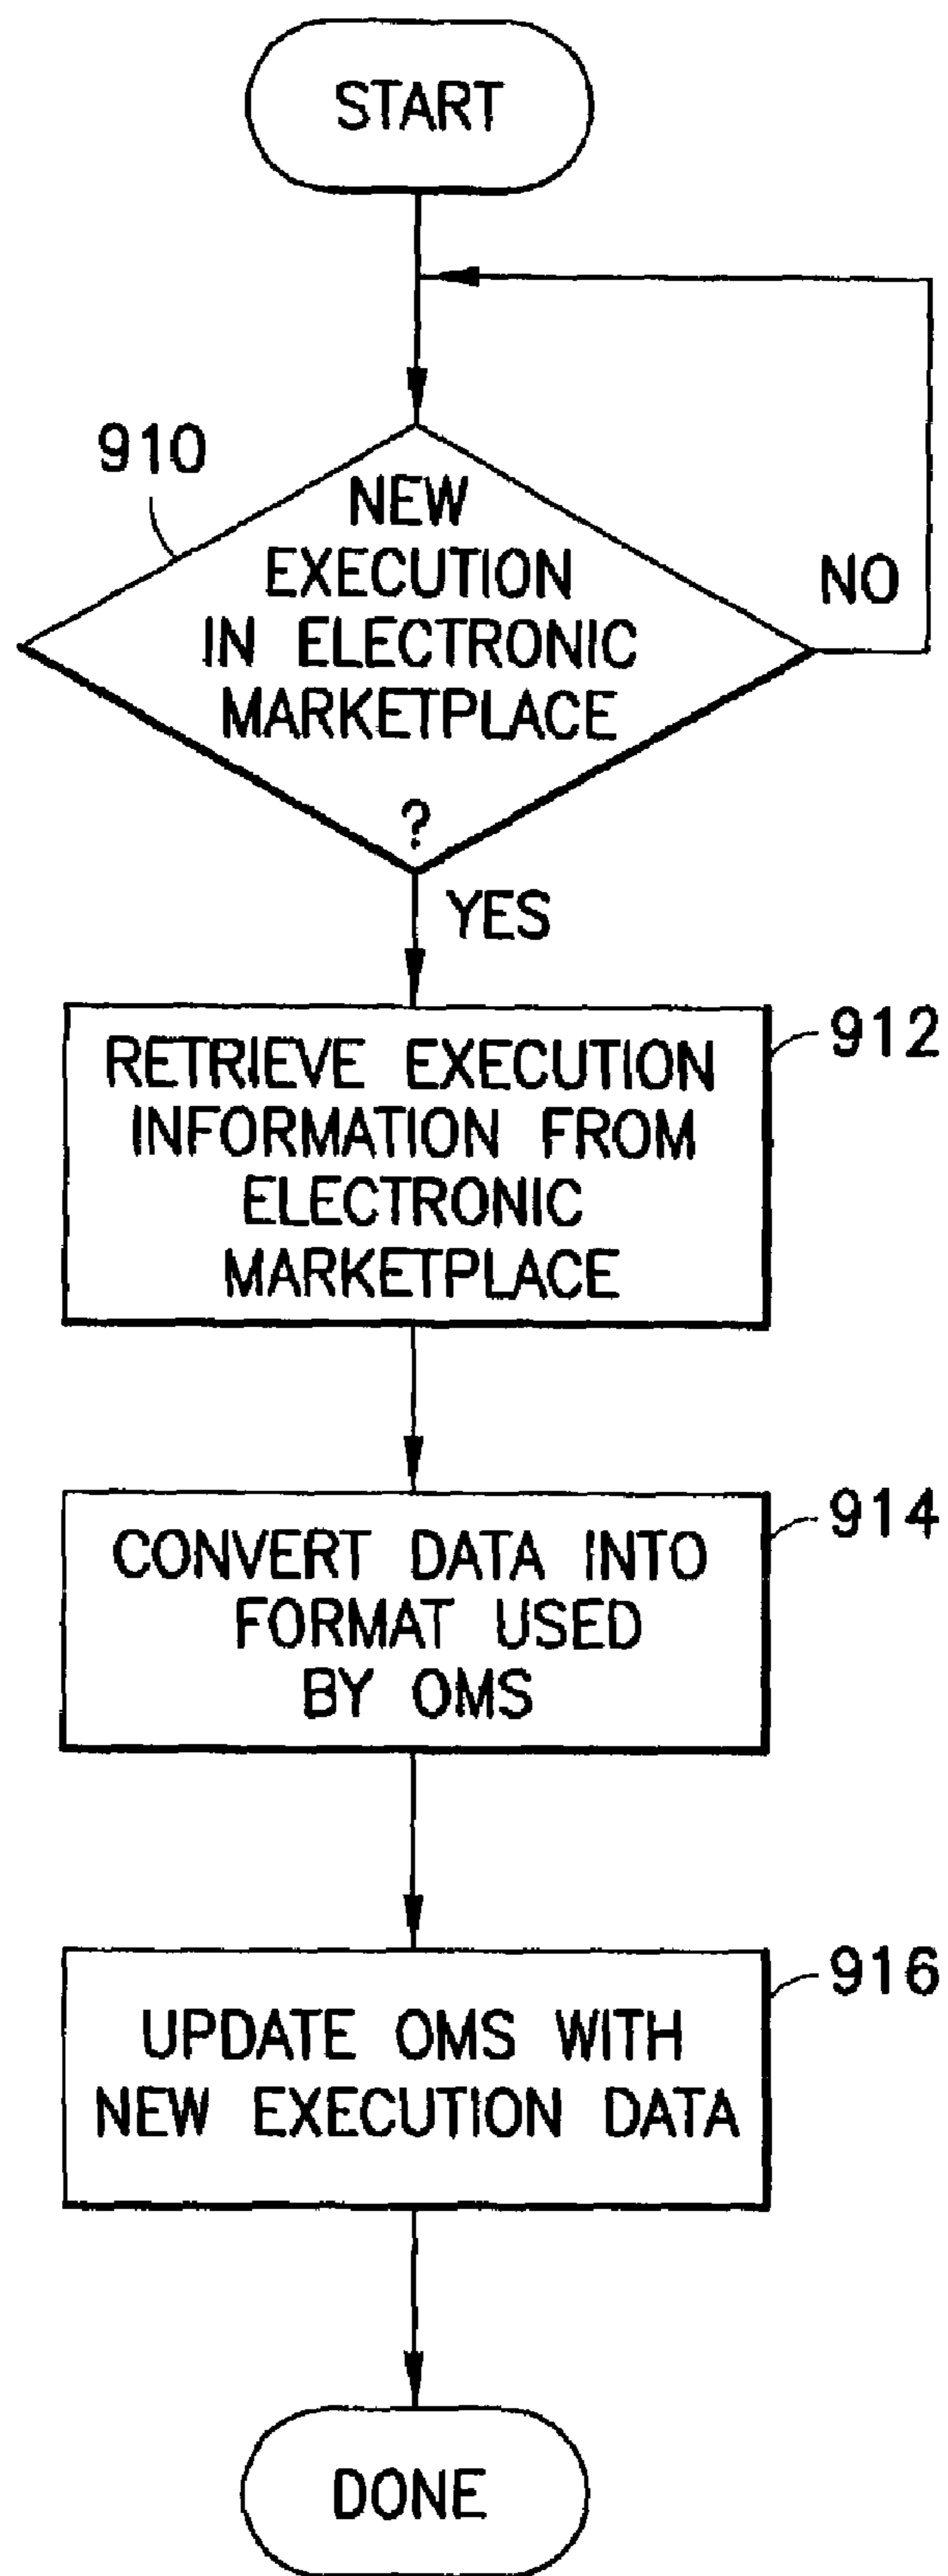 START
910
NEW
EXECUTION
IN ELECTRONIC
MARKETPLACE
?
NO
YES
912
RETRIEVE EXECUTION
INFORMATION FROM
ELECTRONIC
MARKETPLACE
914
CONVERT DATA INTO
FORMAT USED
BY OMS
916
UPDATE OMS WITH
NEW EXECUTION DATA
DONE